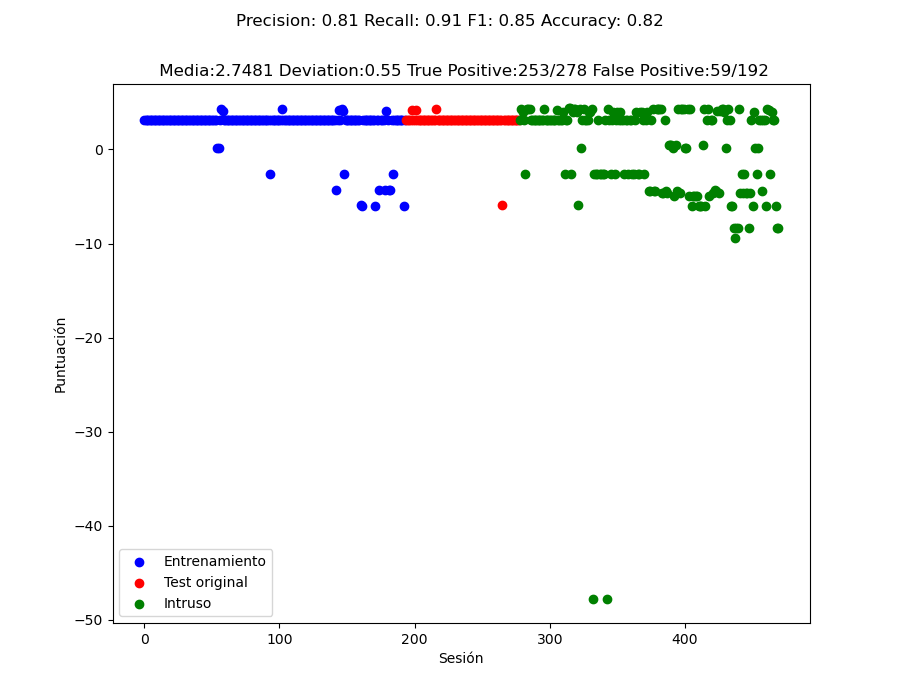 Precision: 0.81 Recall: 0.91 F1: 0.85 Accuracy: 0.82
Media:2.7481 Deviation:0.55 True Positive:253/278 False Positive:59/192
0
−10
−20
−30
−40
−50
Puntuación
Entrenamiento
Test original
Intruso
0
100
200
300
400
Sesión